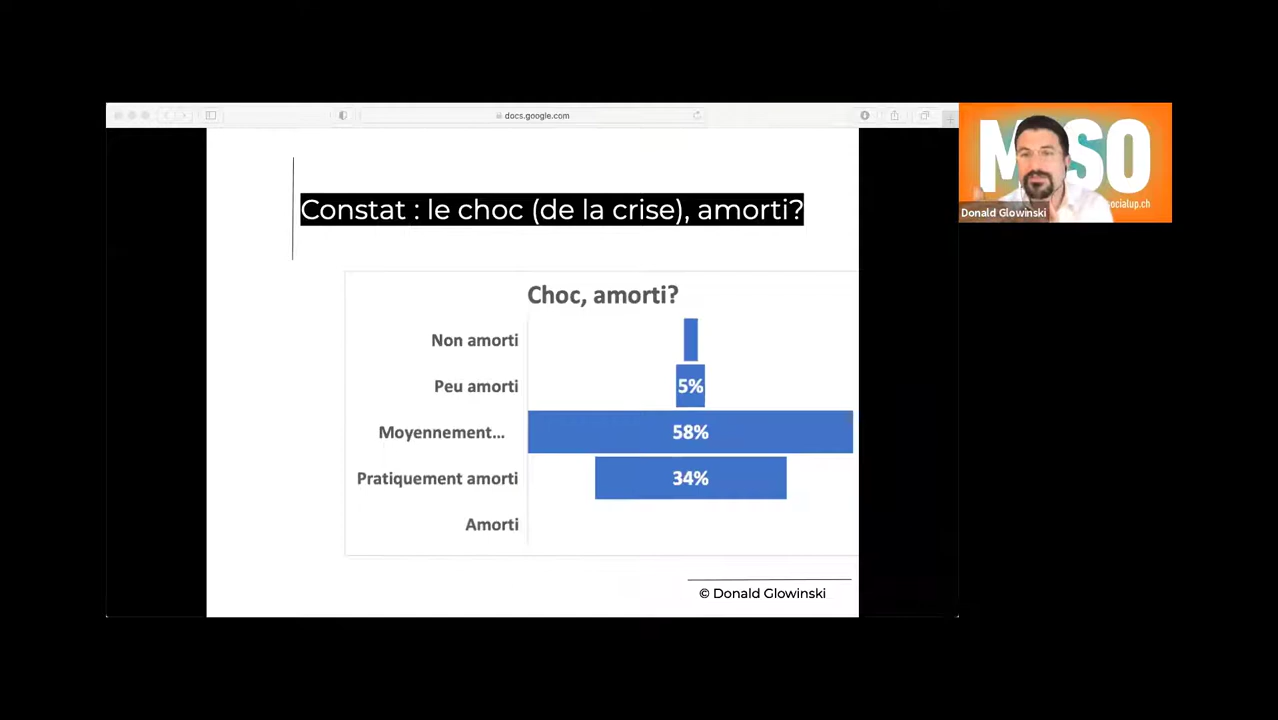 docs.google.com
Constat : le choc (de la crise), amorti?
Choc, amorti?
Non amorti
Peu amorti
5%
Moyennement...
58%
Pratiquement amorti
34%
Amorti
© Donald Glowinski
SO
socialup.ch
Donald Glowinski